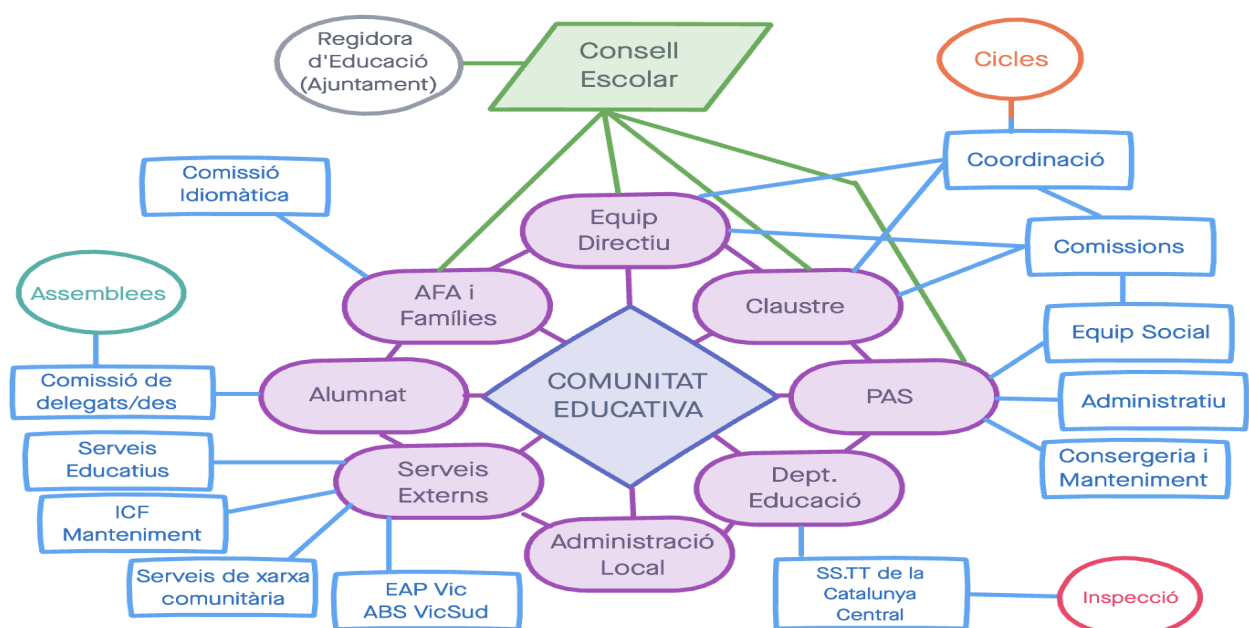 Regidora
d'Educació
(Ajuntament)
Consell
Escolar
Cicles
Coordinació
Comissió
Idiomàtica
Equip
Directiu
Comissions
Assemblees
AFA i
Famílies
Claustre
Equip Social
Comissió de
delegats/des
Alumnat
COMUNITAT
EDUCATIVA
PAS
Administratiu
Serveis
Educatius
Serveis
Externs
Dept.
Educació
Consergeria i
Manteniment
ICF
Manteniment
Administració
Local
Serveis de xarxa
comunitària
EAP Vic
ABS VicSud
SS.TT de la
Catalunya
Central
Inspecció